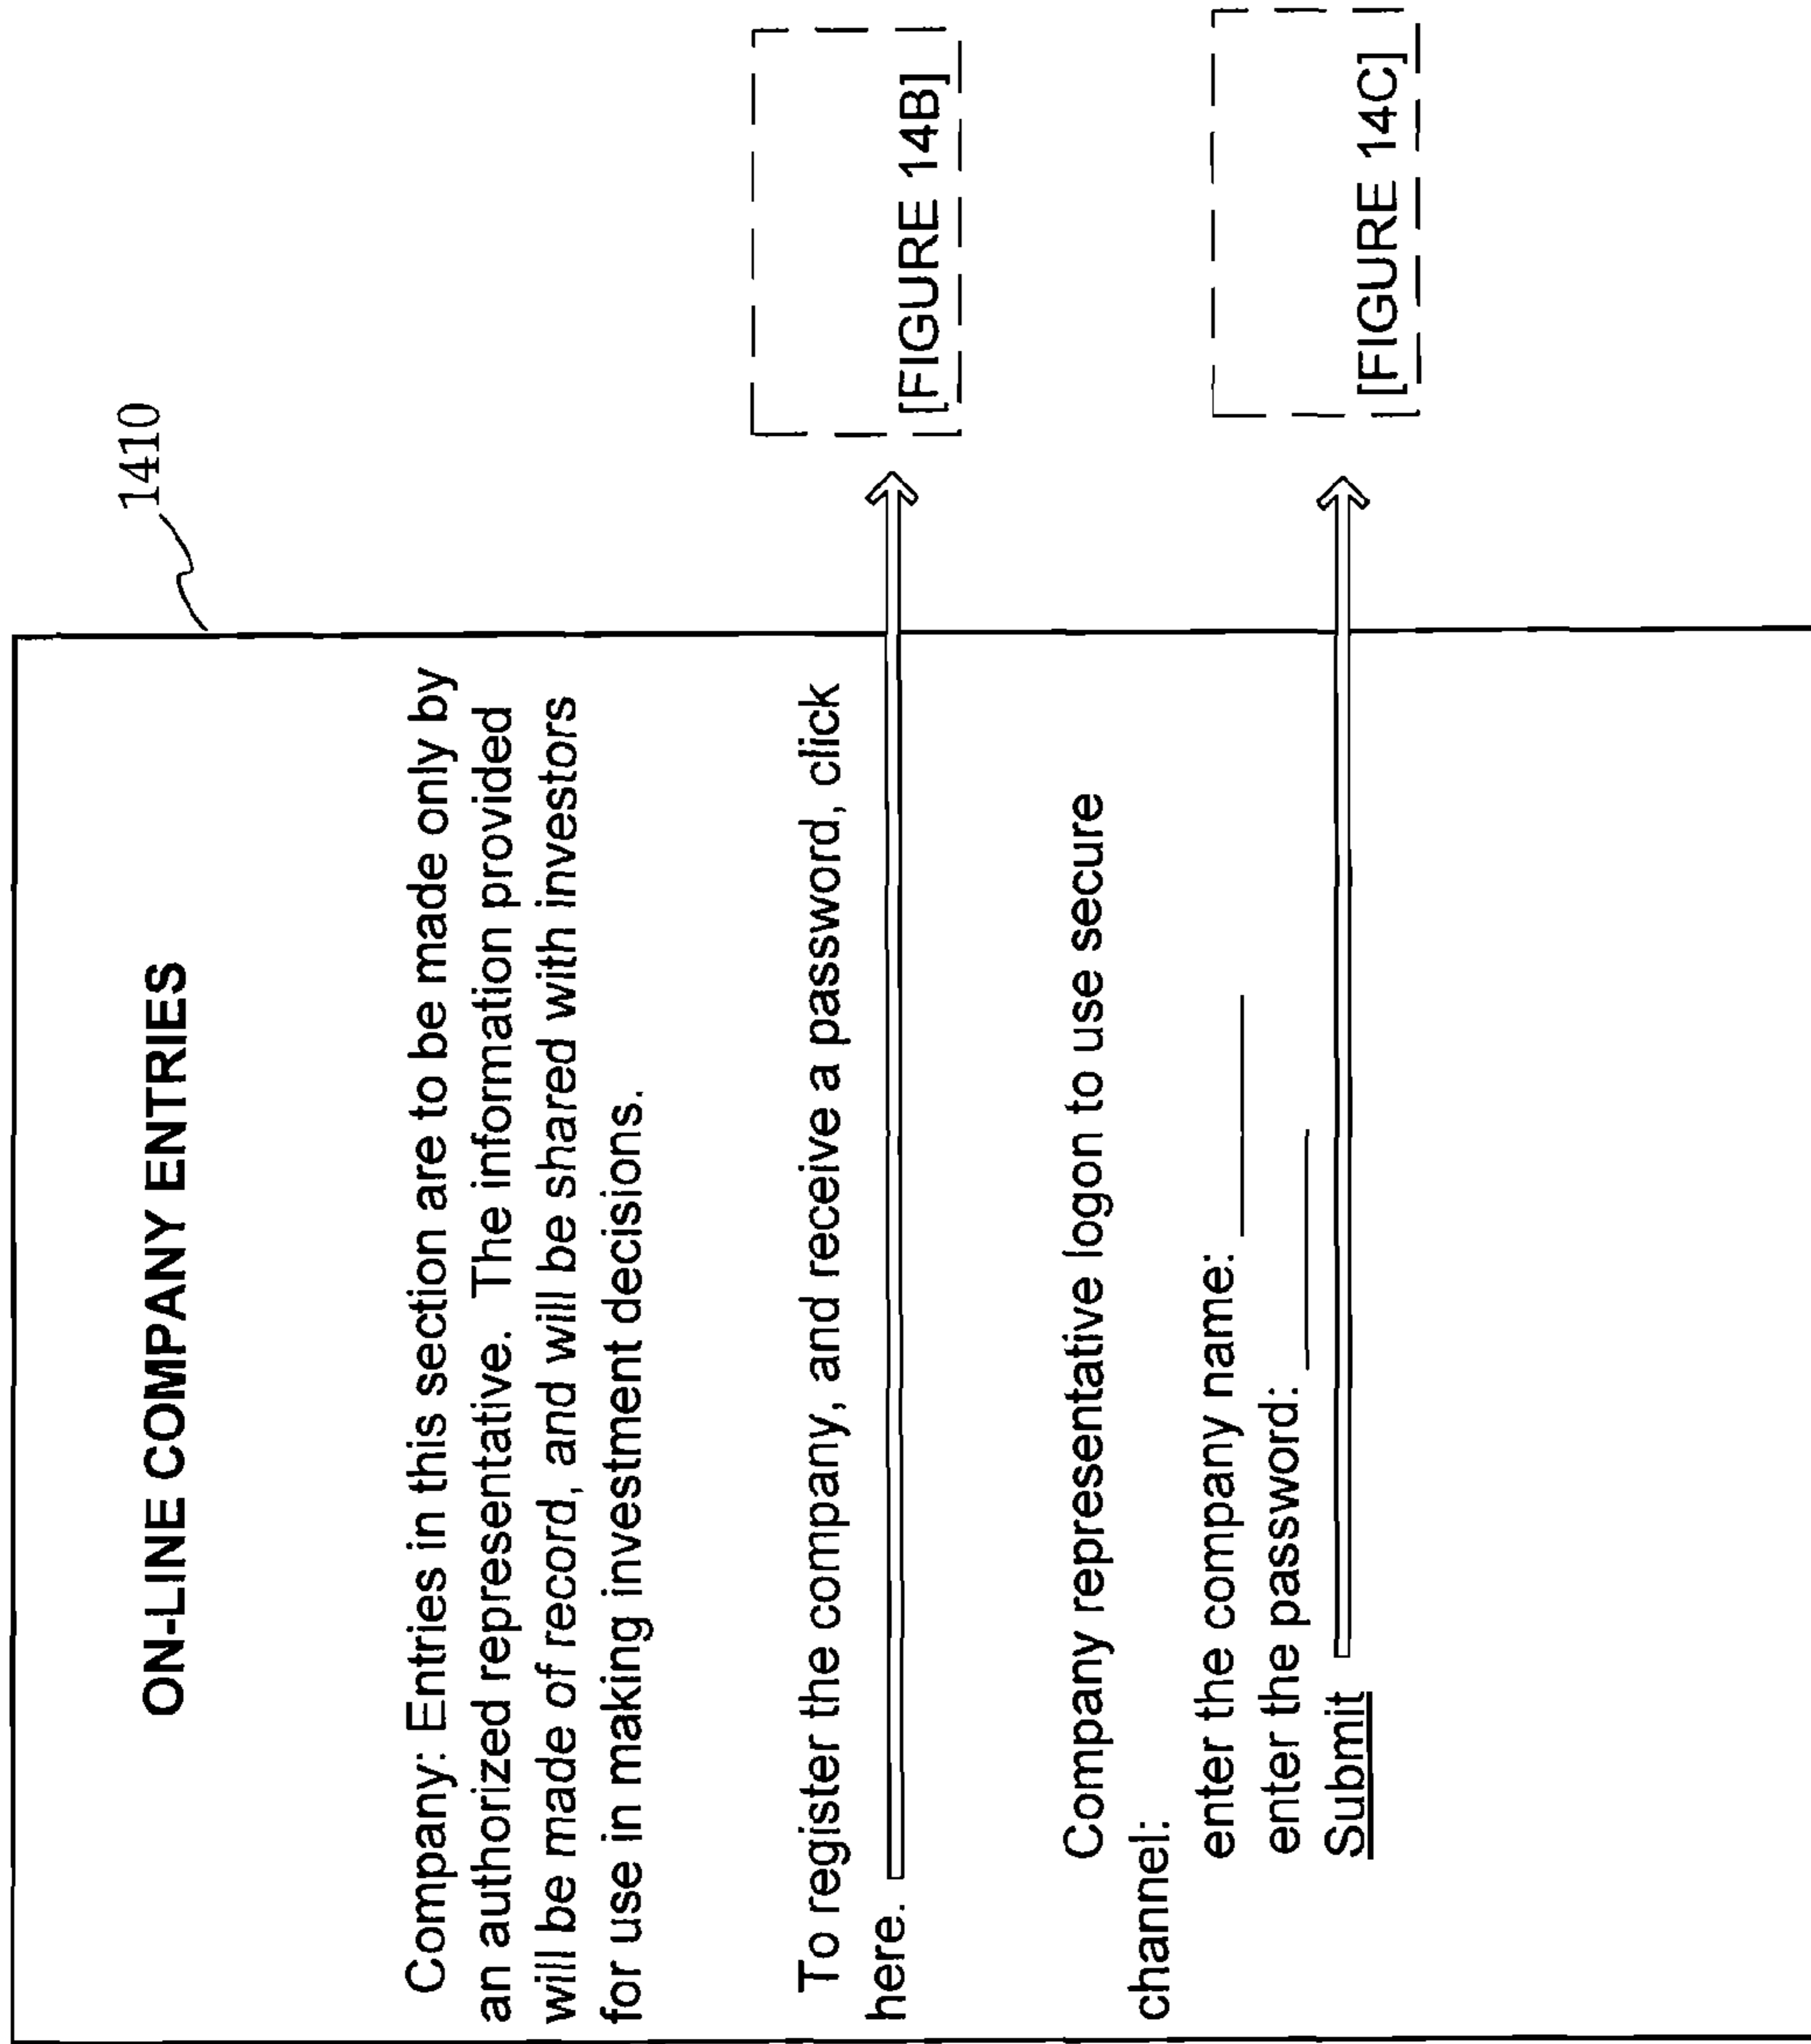 1410
ON-LINE COMPANY ENTRIES
Company: Entries in this section are to be made only by
an authorized representative. The information provided
will be made of record, and will be shared with investors
for use in making investment decisions.
To register the company, and receive a password, click
here.
[FIGURE 14B]
Company representative logon to use secure
channel:
enter the company name: ________
enter the password: ________
Submit
[FIGURE 14C]